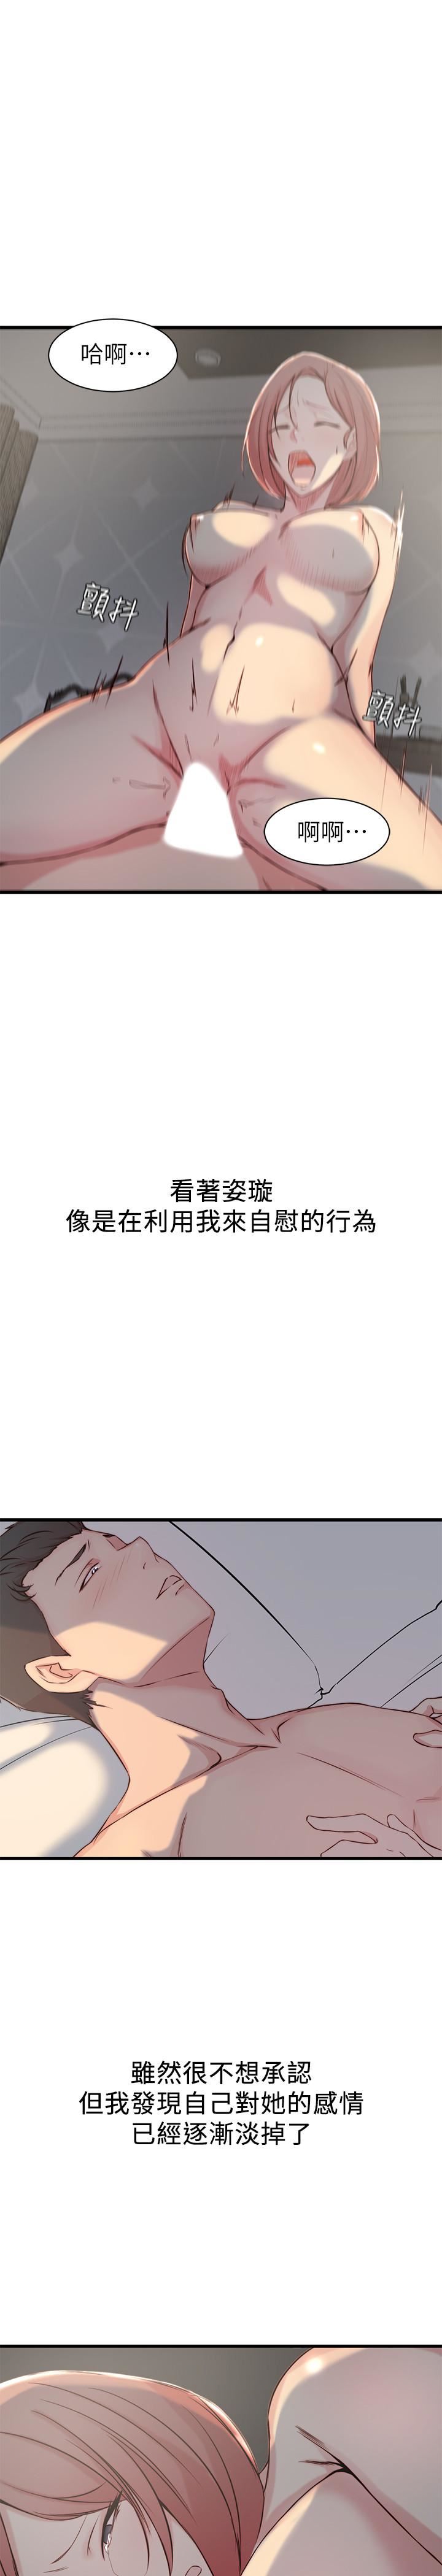 哈啊⋯
顫抖
顫抖
啊啊⋯
看著姿璇
像是在利用我來自慰的行為
雖然很不想承認
但我發現自己對她的感情
已經逐漸淡掉了